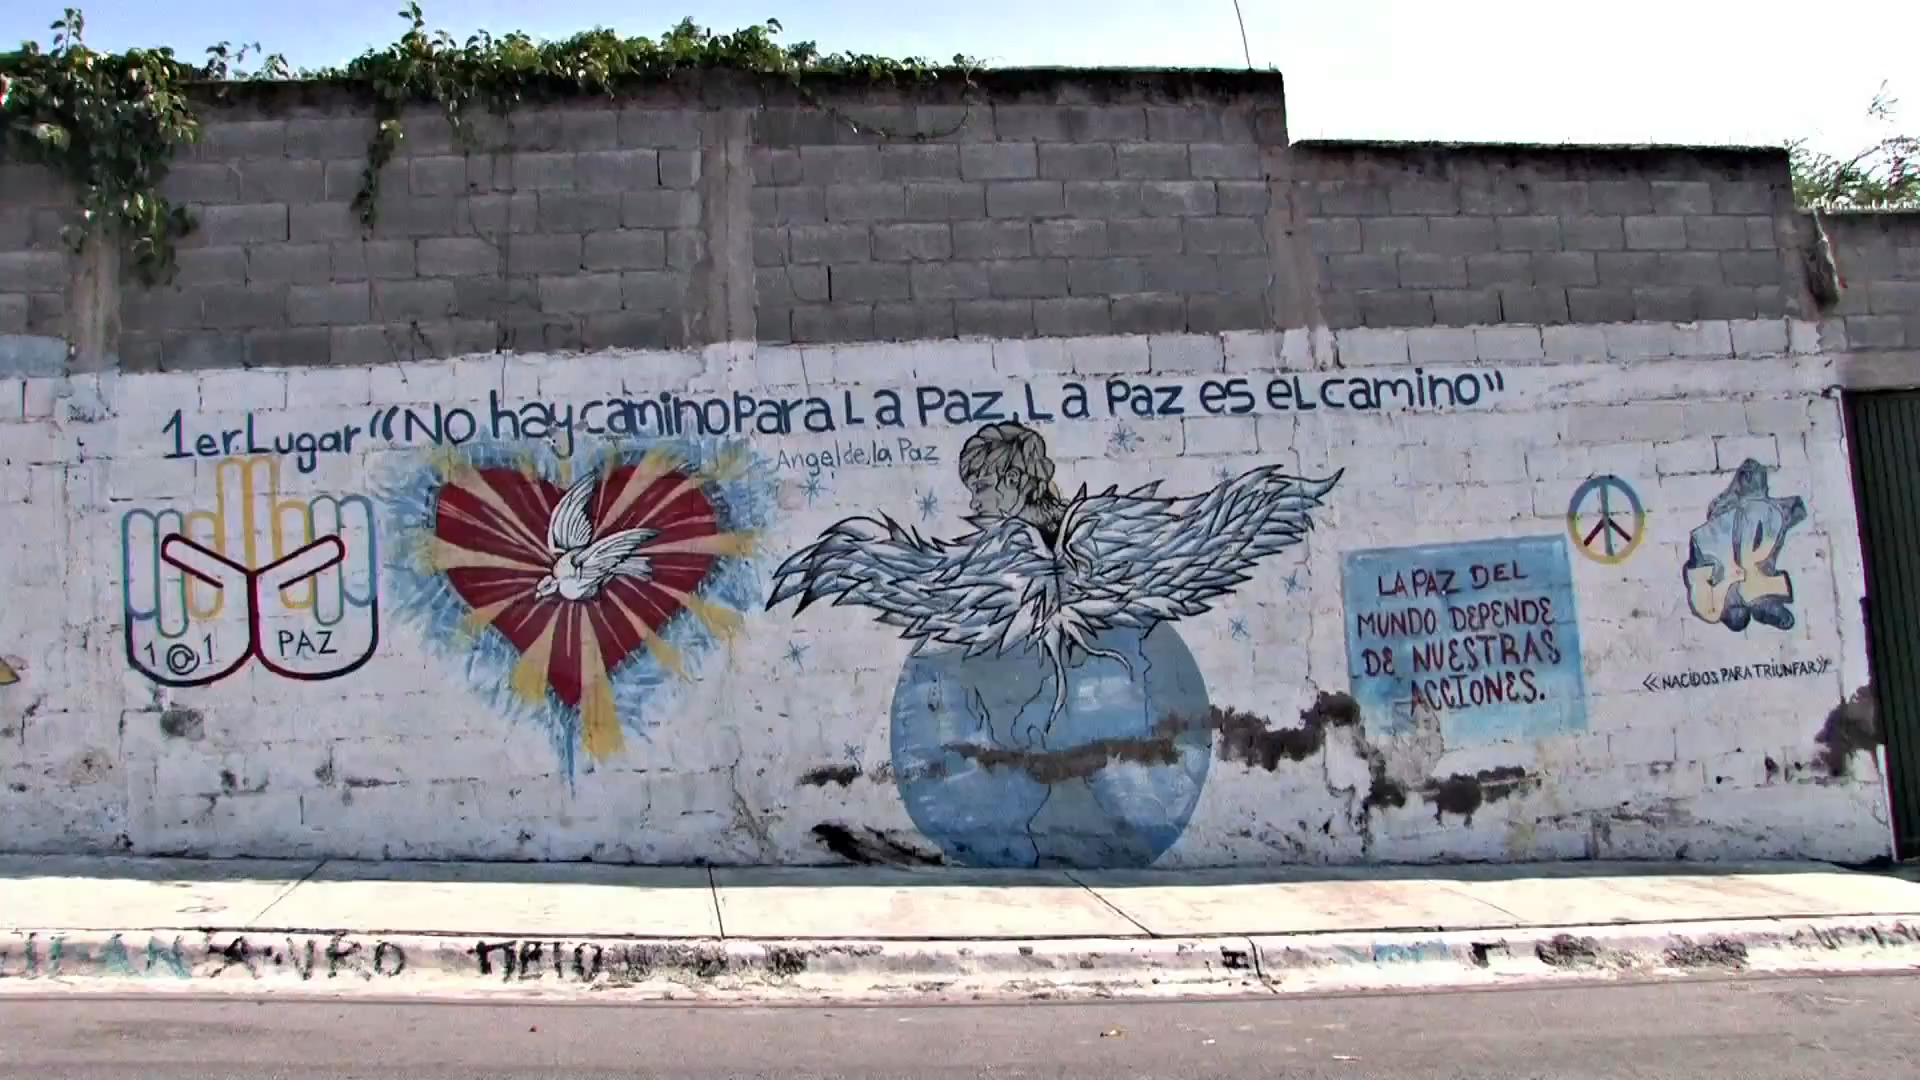 1er. Lugar "No hay camino para La Paz, La Paz es el camino"
Angel de la Paz
1@1 PAZ
LA PAZ DEL
MUNDO DEPENDE
DE NUESTRAS
ACCIONES.
«NACIDOS PARA TRIUNFAR»